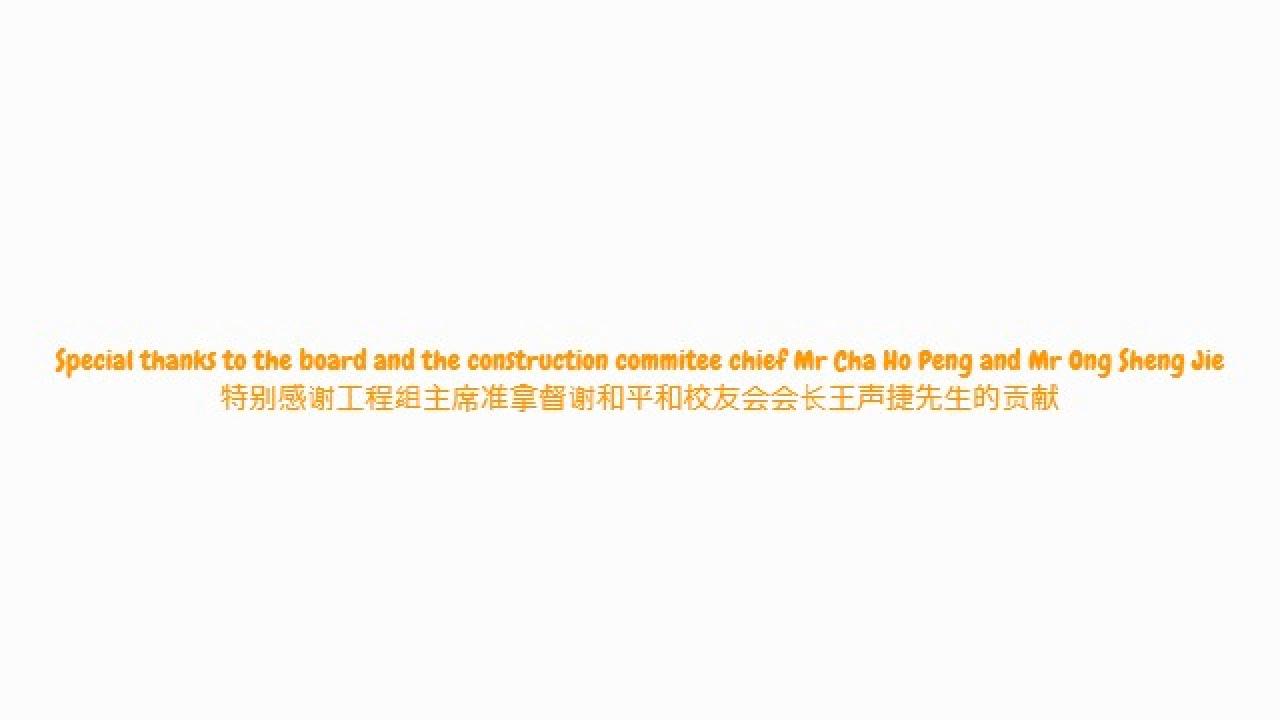 Special thanks to the board and the construction commitee chief Mr Cha Ho Peng and Mr Ong Sheng Jie
特别感谢工程组主席准拿督谢和平和校友会会长王声捷先生的贡献